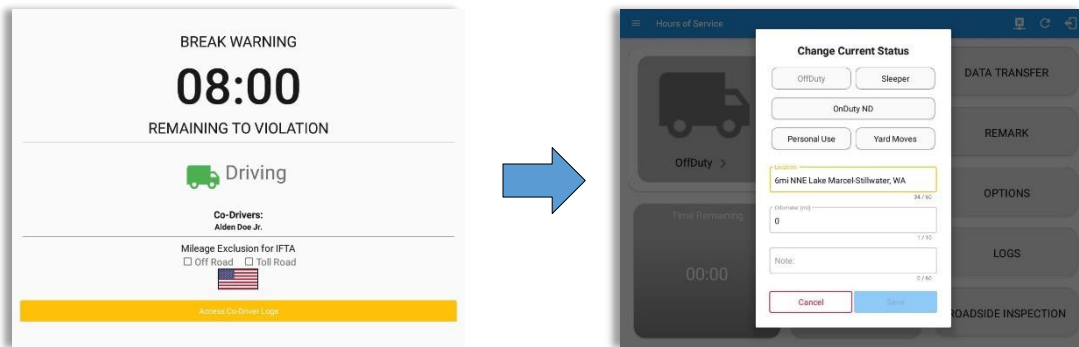 BREAK WARNING
08:00
REMAINING TO VIOLATION
Driving
Co-Drivers:
Alden Doe Jr.
Mileage Exclusion for IFTA
Off Road Toll Road
Access Co-Driver Logs
Hours of Service
Change Current Status
OffDuty Sleeper
OnDuty ND
Personal Use Yard Moves
Location
6mi NNE Lake Marcel-Stillwater, WA
34 / 60
Odometer (mi)
0
1 / 10
Note:
0 / 60
Cancel Save
OffDuty >
Time Remaining
00:00
DATA TRANSFER
REMARK
OPTIONS
LOGS
ROADSIDE INSPECTION